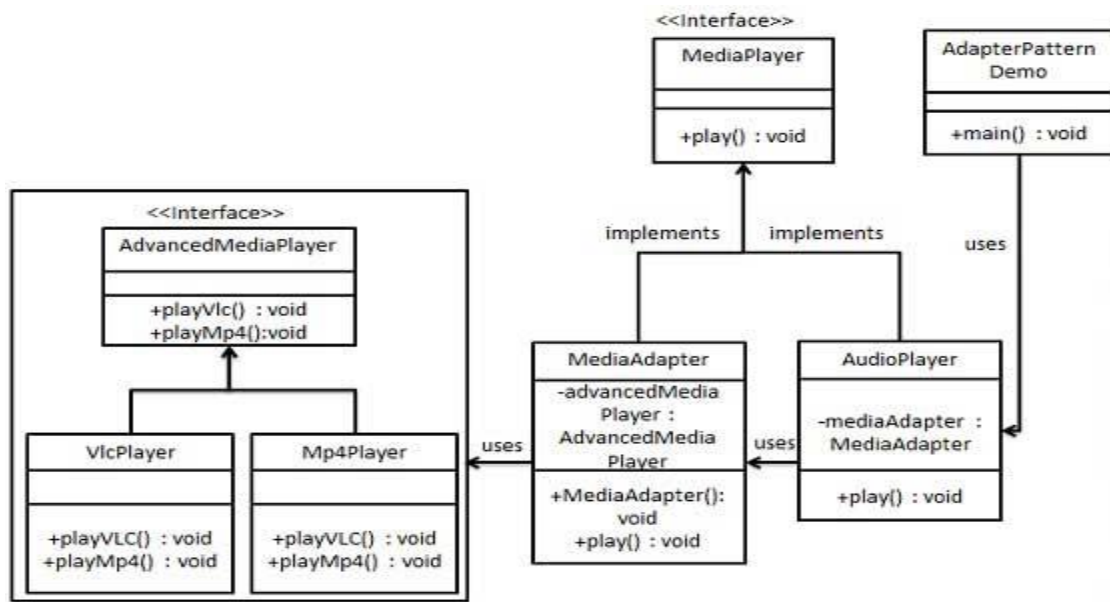 <<Interface>>
MediaPlayer
+play() : void
AdapterPattern
Demo
+main() : void
implements
implements
uses
<<Interface>>
AdvancedMediaPlayer
+playVlc() : void
+playMp4():void
VlcPlayer
+playVLC() : void
+playMp4() : void
Mp4Player
+playVLC() : void
+playMp4() : void
uses
MediaAdapter
-advancedMedia
Player :
AdvancedMedia
Player
+MediaAdapter():
void
+play() : void
uses
AudioPlayer
-mediaAdapter :
MediaAdapter
+play() : void